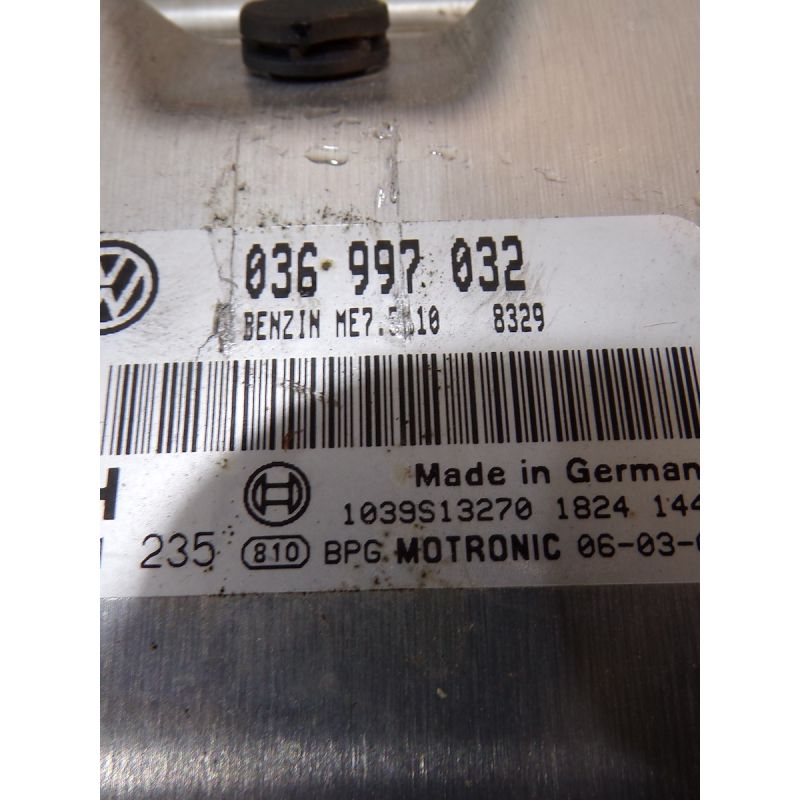 036 997 032
BENZIN ME7. 10 8329
H
Made in German
1039S13270 1824 144
235 810 BPG MOTRONIC 06-03-